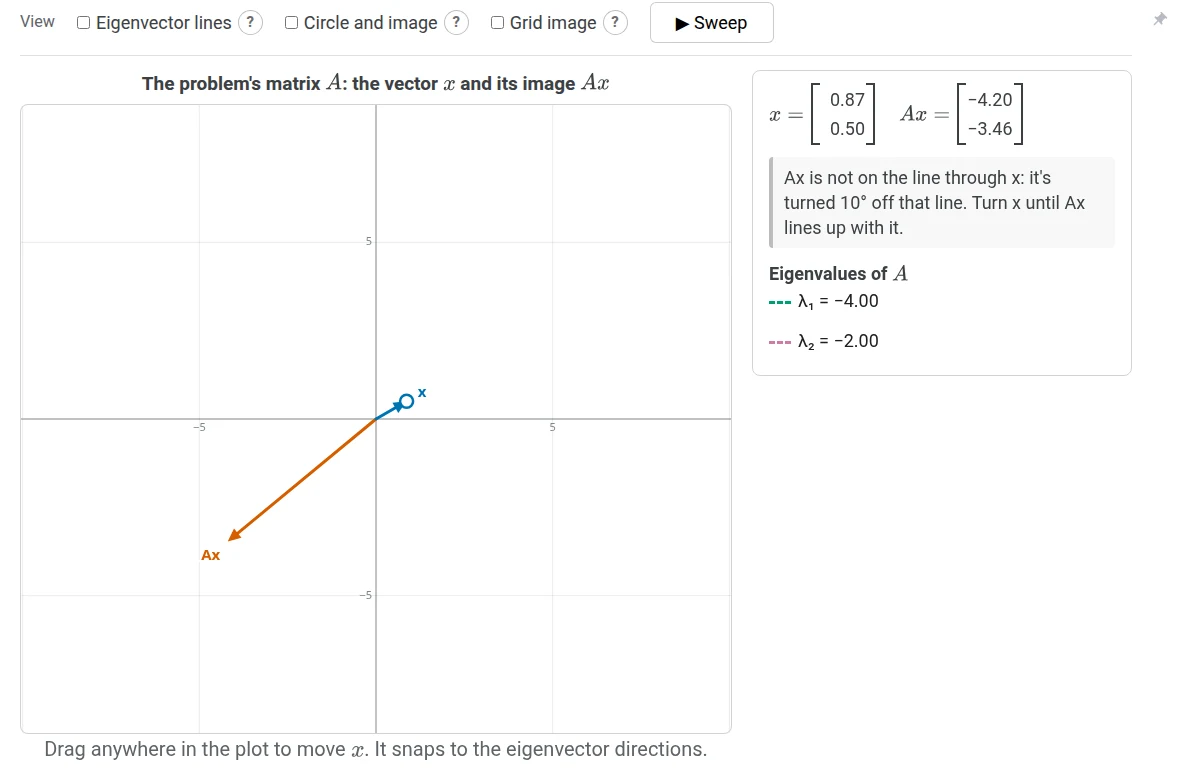 View Eigenvector lines ? Circle and image ? Grid image ? ▶ Sweep
The problem's matrix A: the vector x and its image Ax
5
−5
5
−5
x
Ax
Drag anywhere in the plot to move x. It snaps to the eigenvector directions.
x = [0.87 0.50] Ax = [−4.20 −3.46]
Ax is not on the line through x: it's
turned 10° off that line. Turn x until Ax
lines up with it.
Eigenvalues of A
λ₁ = −4.00
λ₂ = −2.00